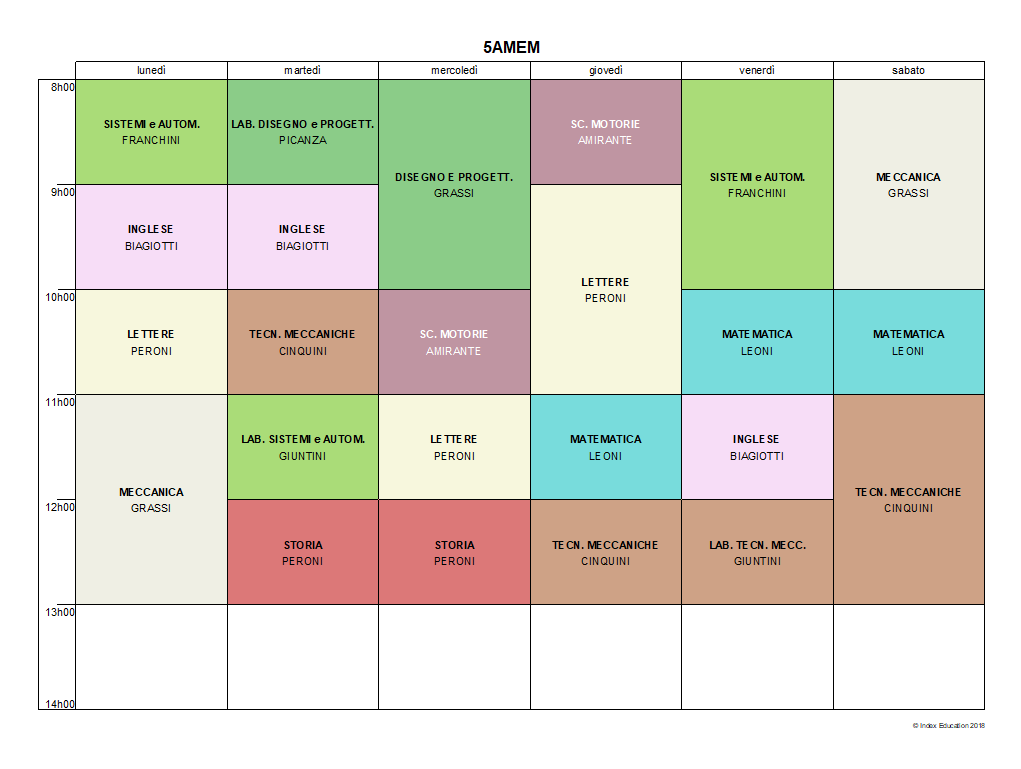 5AMEM
lunedì martedì mercoledì giovedì venerdì sabato
8h00
SISTEMI e AUTOM.
FRANCHINI
LAB. DISEGNO e PROGETT.
PICANZA
DISEGNO E PROGETT.
GRASSI
SC. MOTORIE
AMIRANTE
SISTEMI e AUTOM.
FRANCHINI
MECCANICA
GRASSI
9h00
INGLESE
BIAGIOTTI
INGLESE
BIAGIOTTI
LETTERE
PERONI
10h00
LETTERE
PERONI
TECN. MECCANICHE
CINQUINI
SC. MOTORIE
AMIRANTE
MATEMATICA
LEONI
MATEMATICA
LEONI
11h00
MECCANICA
GRASSI
LAB. SISTEMI e AUTOM.
GIUNTINI
LETTERE
PERONI
MATEMATICA
LEONI
INGLESE
BIAGIOTTI
TECN. MECCANICHE
CINQUINI
12h00
STORIA
PERONI
STORIA
PERONI
TECN. MECCANICHE
CINQUINI
LAB. TECN. MECC.
GIUNTINI
13h00
14h00
© Index Education 2018